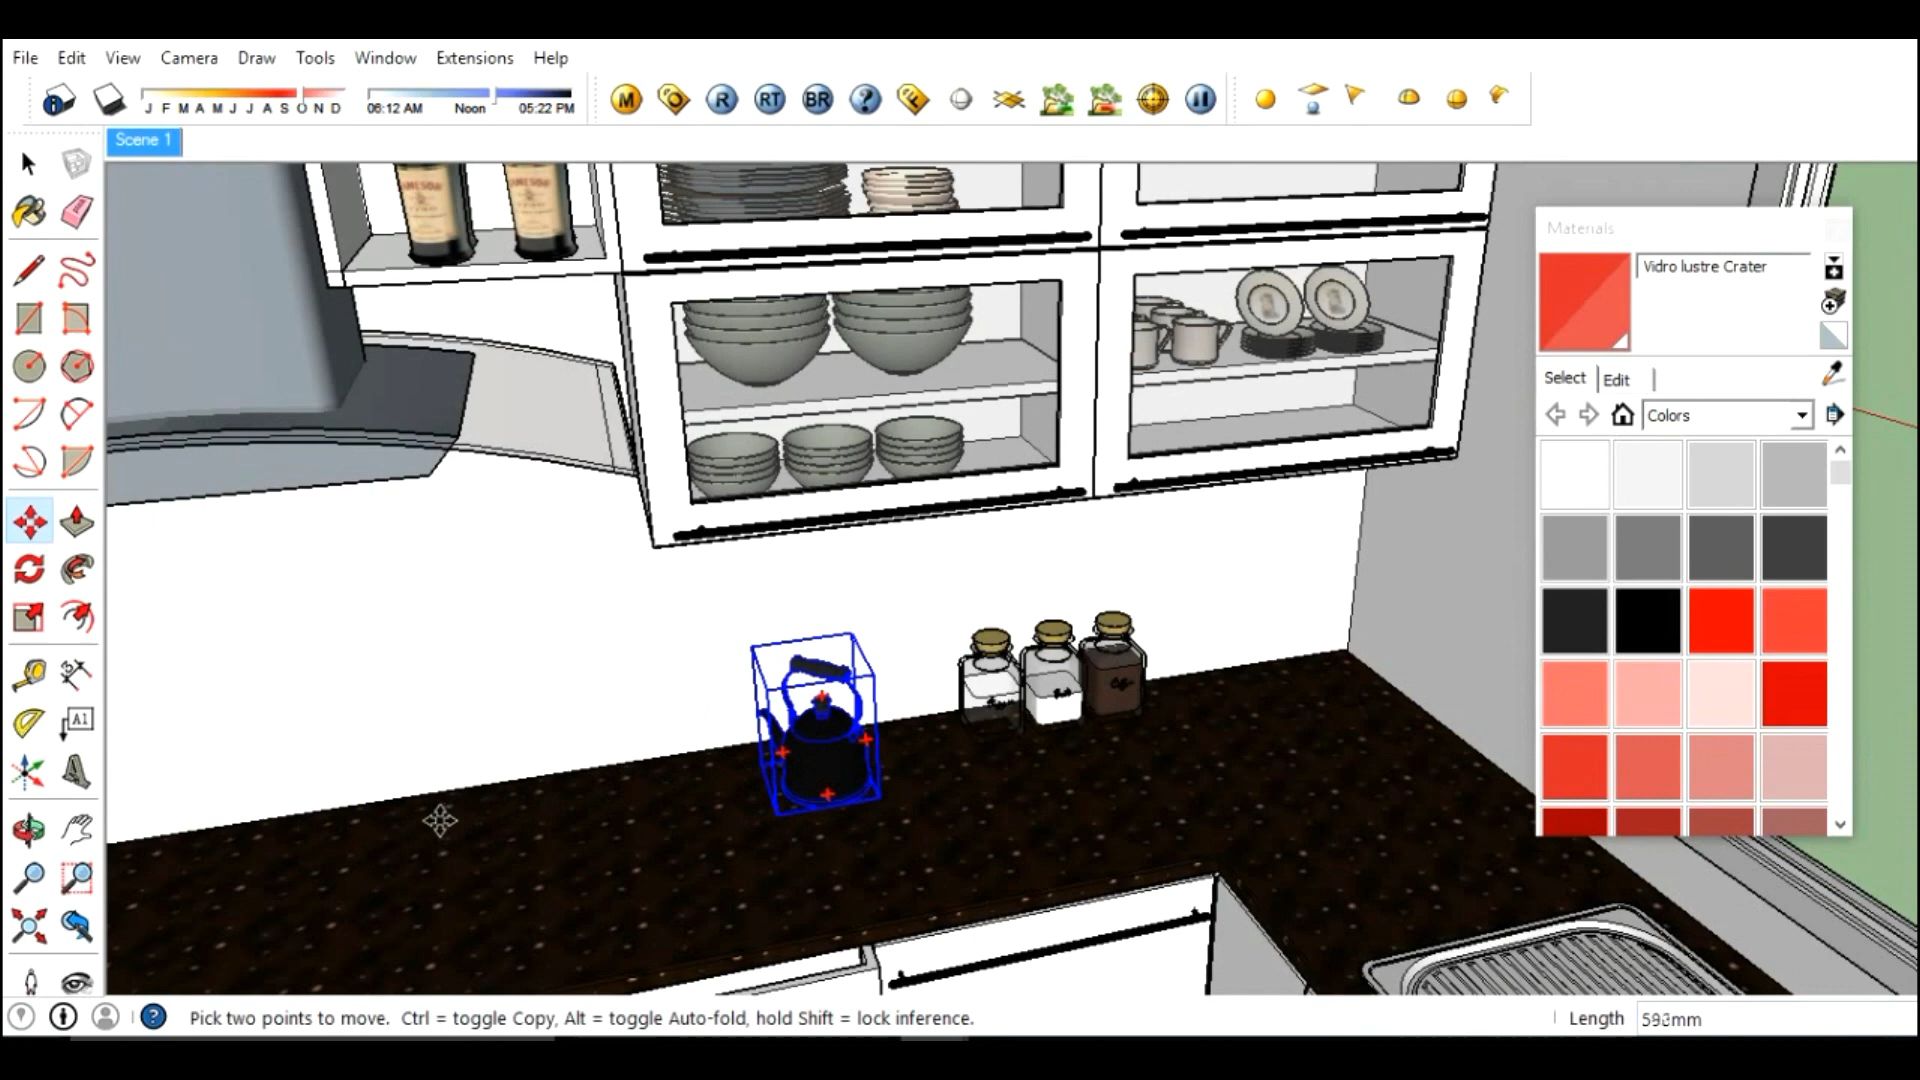 File Edit View Camera Draw Tools Window Extensions Help
J F M A M J J A S O N D 06:12 AM Noon 05:22 PM
M R RT BR ?
Scene 1
Materials
Vidro lustre Crater
Select Edit
Colors
A1
Pick two points to move. Ctrl = toggle Copy, Alt = toggle Auto-fold, hold Shift = lock inference.
Length